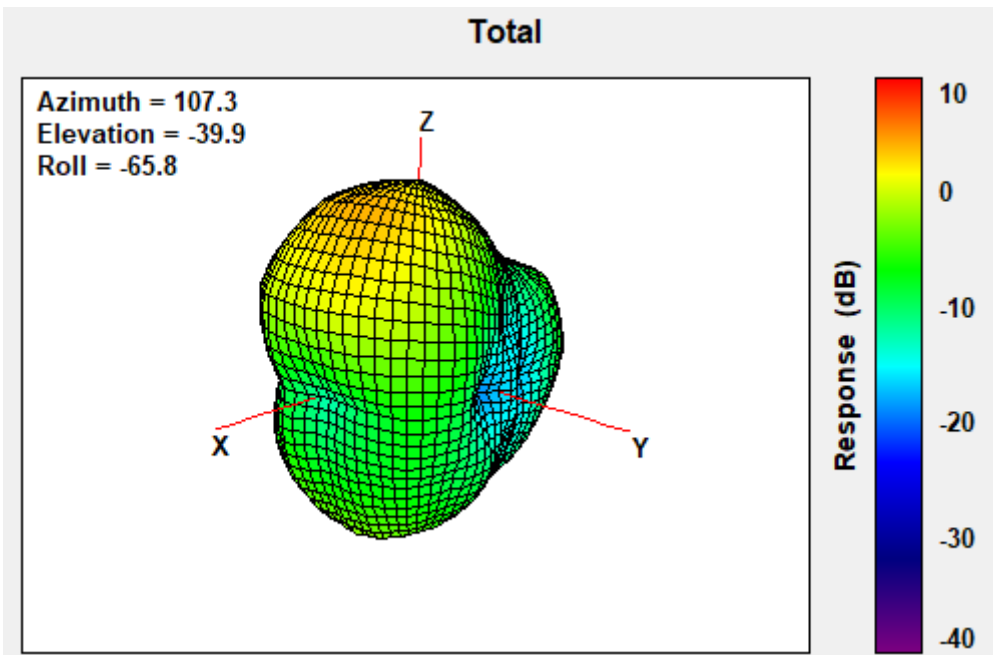 Total
Azimuth = 107.3
Elevation = -39.9
Roll = -65.8
Z
X
Y
10
0
-10
-20
-30
-40
Response (dB)